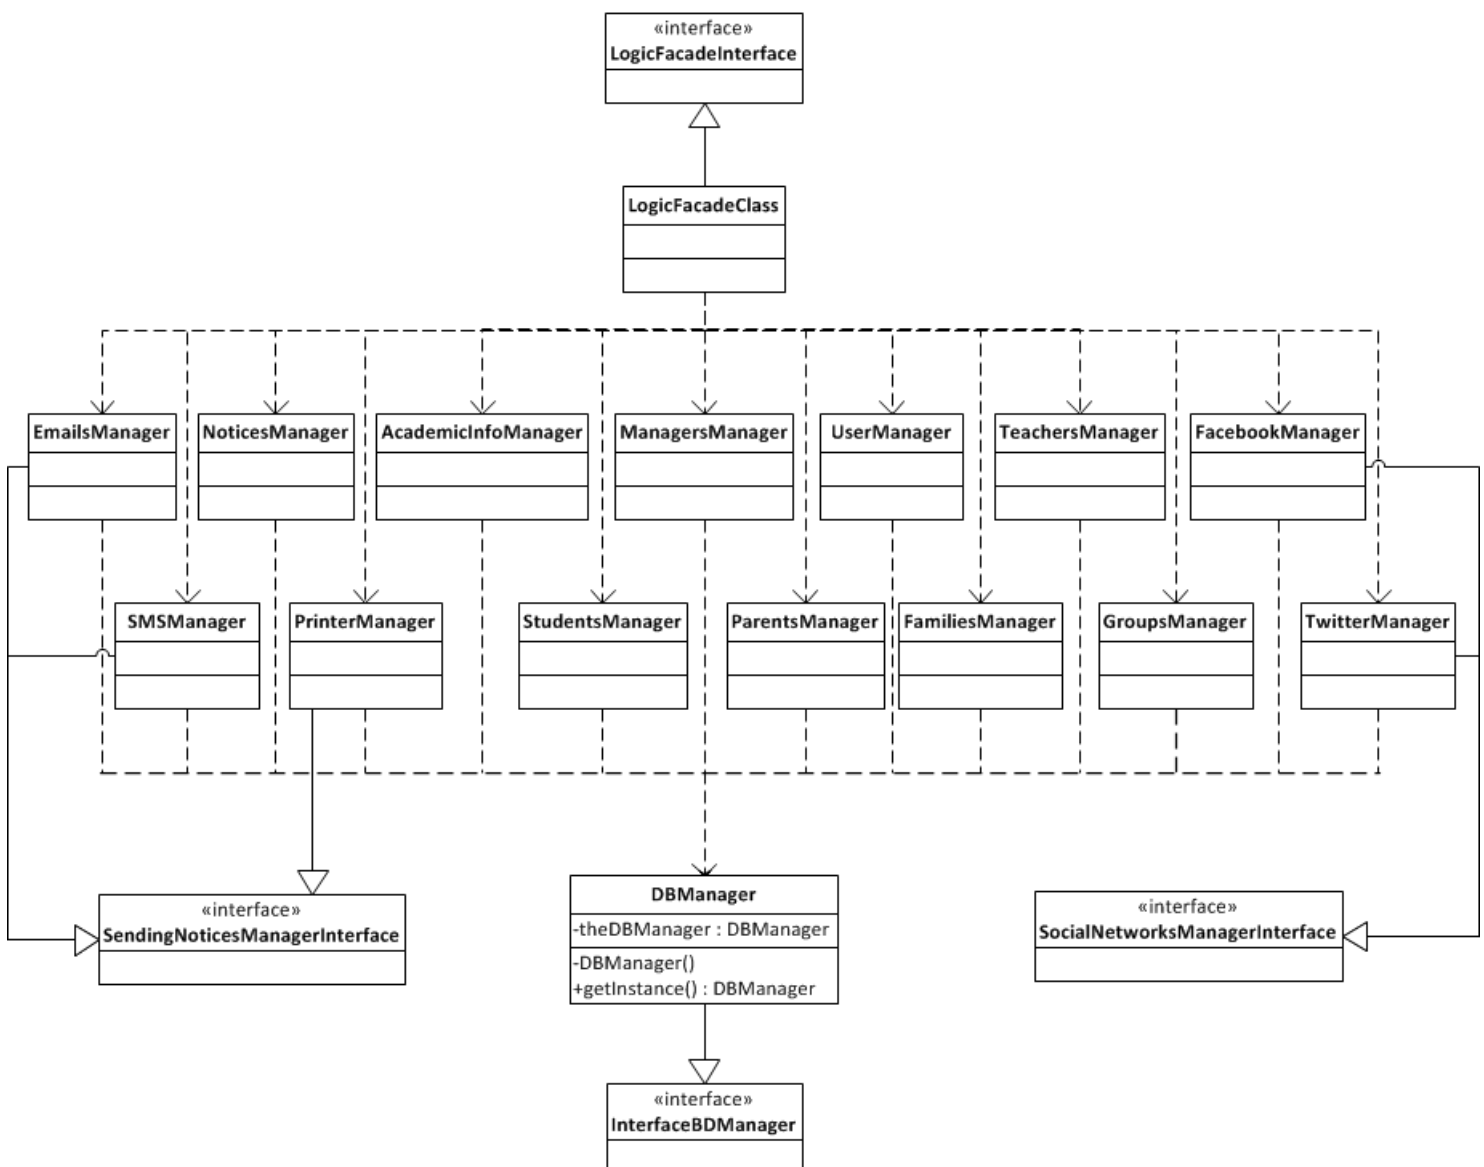 «interface»
LogicFacadeInterface
LogicFacadeClass
EmailsManager
NoticesManager
AcademicInfoManager
ManagersManager
UserManager
TeachersManager
FacebookManager
SMSManager
PrinterManager
StudentsManager
ParentsManager
FamiliesManager
GroupsManager
TwitterManager
«interface»
SendingNoticesManagerInterface
DBManager
-theDBManager : DBManager
-DBManager()
+getInstance() : DBManager
«interface»
SocialNetworksManagerInterface
«interface»
InterfaceBDManager